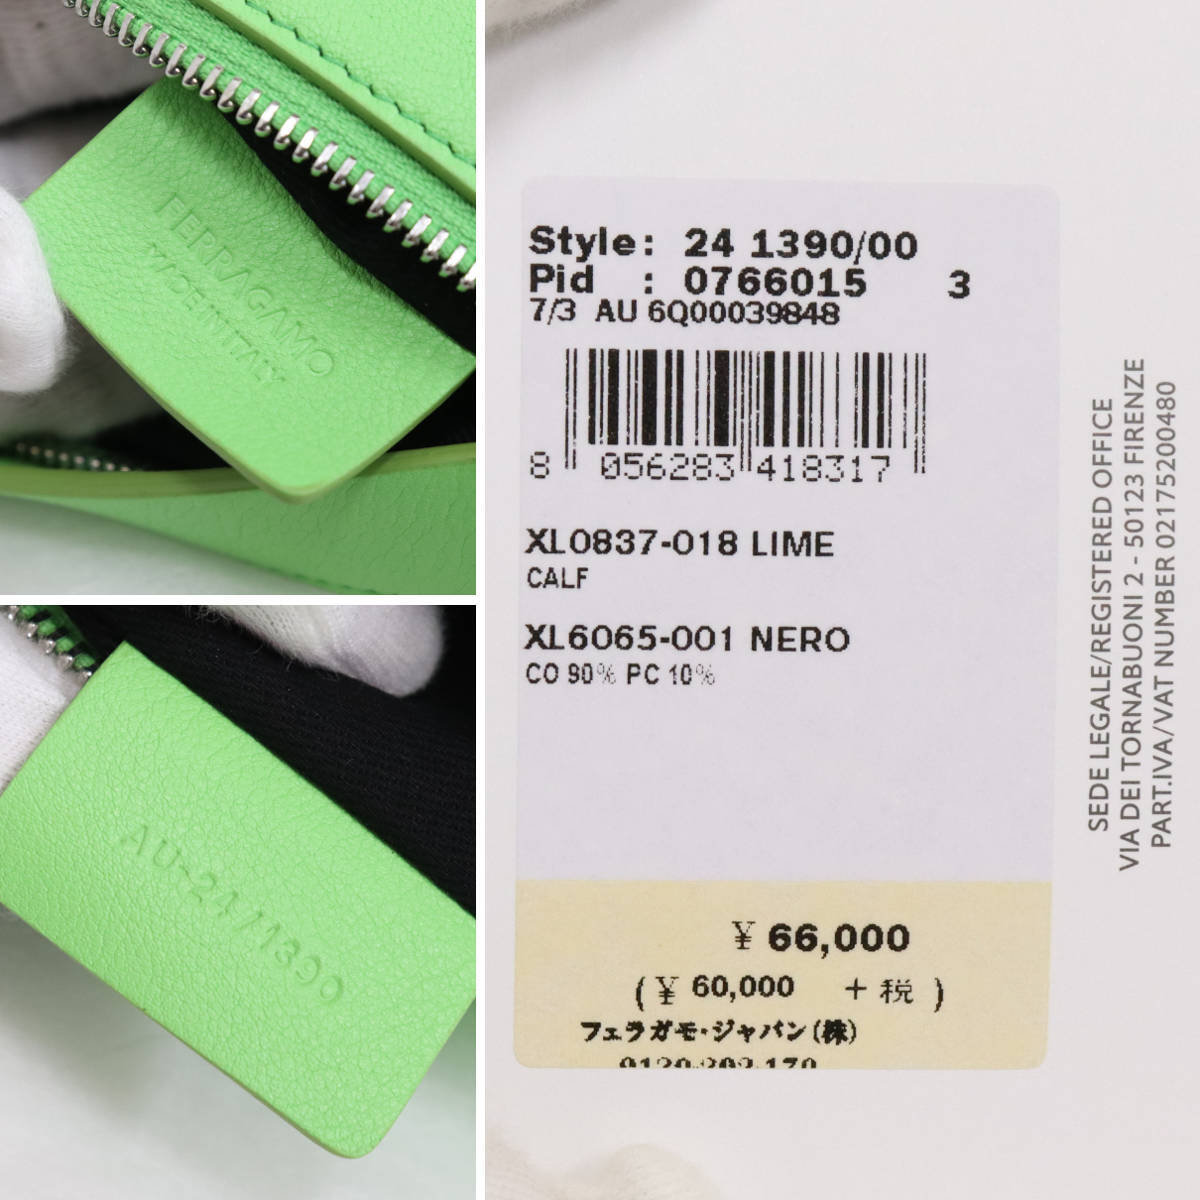 FERRAGAMO
MADE IN ITALY
AU-24/1390
Style: 24 1390/00
Pid : 0766015 3
7/3 AU 6Q00039848
8 056283 418317
XL0837-018 LIME
CALF
XL6065-001 NERO
CO 90% PC 10%
¥ 66,000
(¥ 60,000 + 税)
フェラガモ・ジャパン(株)
SEDE LEGALE/REGISTERED OFFICE
VIA DEI TORNABUONI 2 - 50123 FIRENZE
PART.IVA/VAT NUMBER 02175200480